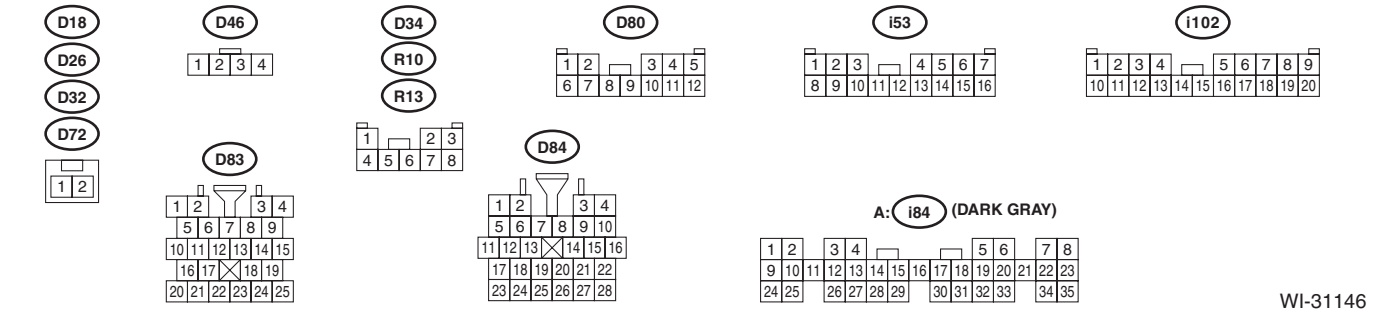 D18
D26
D32
D72
1 2
D46
1 2 3 4
D83
1 2 3 4
5 6 7 8 9
10 11 12 13 14 15
16 17 18 19
20 21 22 23 24 25
D34
R10
R13
1 2 3
4 5 6 7 8
D84
1 2 3 4
5 6 7 8 9 10
11 12 13 14 15 16
17 18 19 20 21 22
23 24 25 26 27 28
D80
1 2 3 4 5
6 7 8 9 10 11 12
i53
1 2 3 4 5 6 7
8 9 10 11 12 13 14 15 16
i102
1 2 3 4 5 6 7 8 9
10 11 12 13 14 15 16 17 18 19 20
A: i84 (DARK GRAY)
1 2 3 4 5 6 7 8
9 10 11 12 13 14 15 16 17 18 19 20 21 22 23
24 25 26 27 28 29 30 31 32 33 34 35
WI-31146